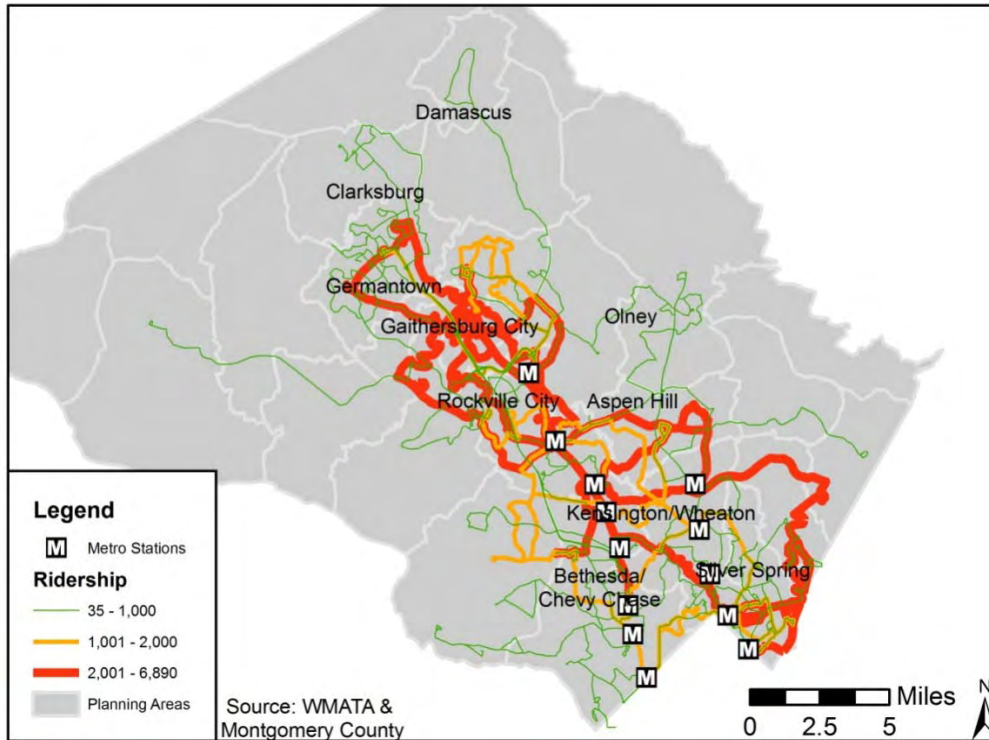 Damascus
Clarksburg
Germantown
Gaithersburg City
Olney
M
Rockville City
Aspen Hill
M
M
M
Kensington/Wheaton
M
M
M
Bethesda/
Chevy Chase
M
Silver Spring
M
M
M
M
M
Legend
M Metro Stations
Ridership
35 - 1,000
1,001 - 2,000
2,001 - 6,890
Planning Areas
Source: WMATA &
Montgomery County
Miles
0 2.5 5
N